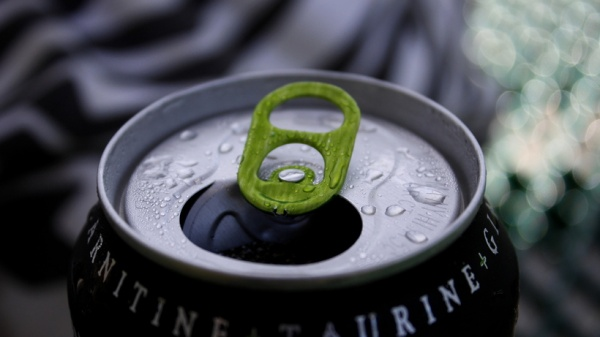 ARNITINE + TAURINE + G